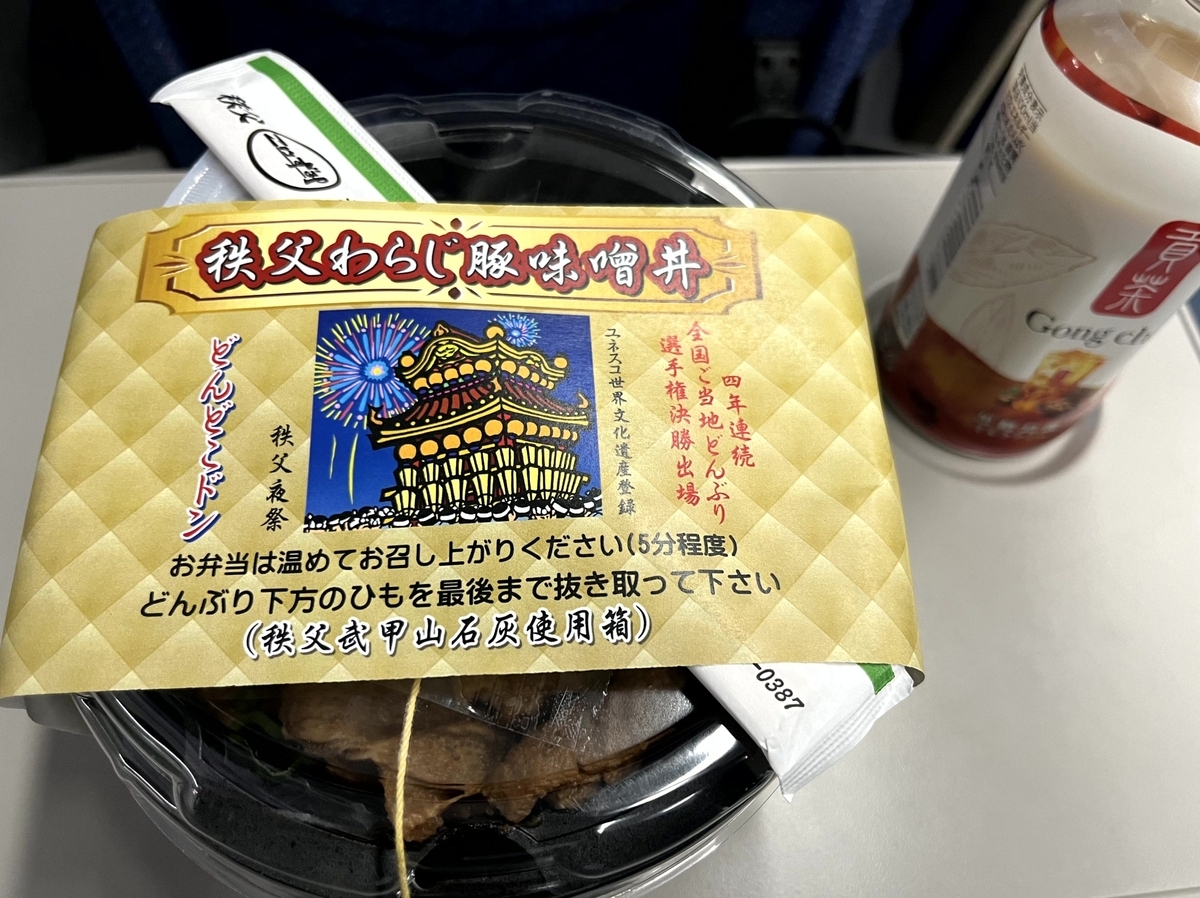 秩父
秩父わらじ豚味噌丼
四年連続
全国ご当地どんぶり
選手権決勝出場
ユネスコ世界文化遺産登録
秩父夜祭
どんどこドン
お弁当は温めてお召し上がりください(5分程度)
どんぶり下方のひもを最後まで抜き取って下さい
(秩父武甲山石灰使用箱)
-0387
貢茶
Gong ch